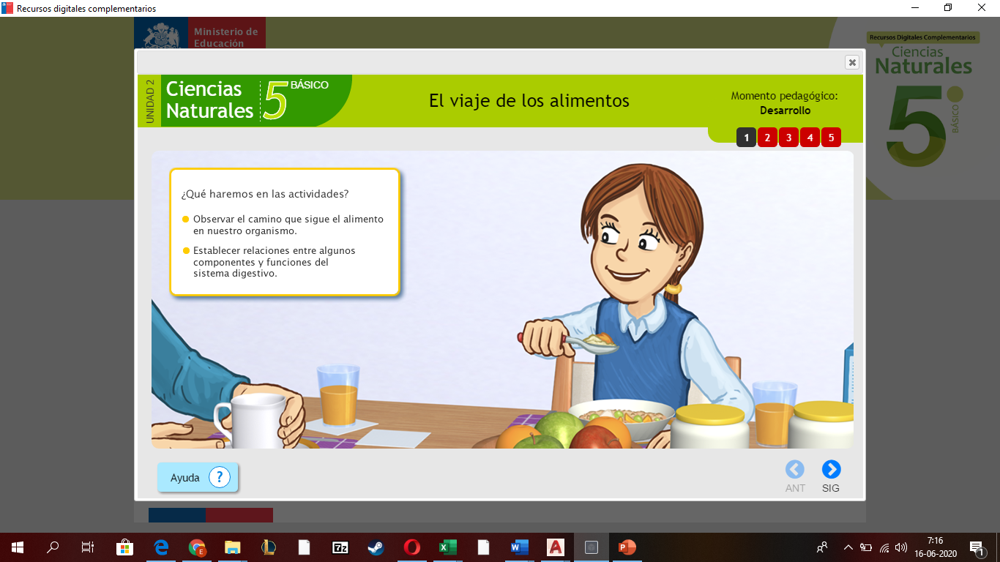 Recursos digitales complementarios
Ministerio de
Educación
Recursos Digitales Complementarios
Ciencias
Naturales
5
BÁSICO
UNIDAD 2
Ciencias
Naturales
5 BÁSICO
El viaje de los alimentos
Momento pedagógico:
Desarrollo
1 2 3 4 5
¿Qué haremos en las actividades?
Observar el camino que sigue el alimento
en nuestro organismo.
Establecer relaciones entre algunos
componentes y funciones del
sistema digestivo.
Ayuda ?
ANT SIG
7:16
16-06-2020